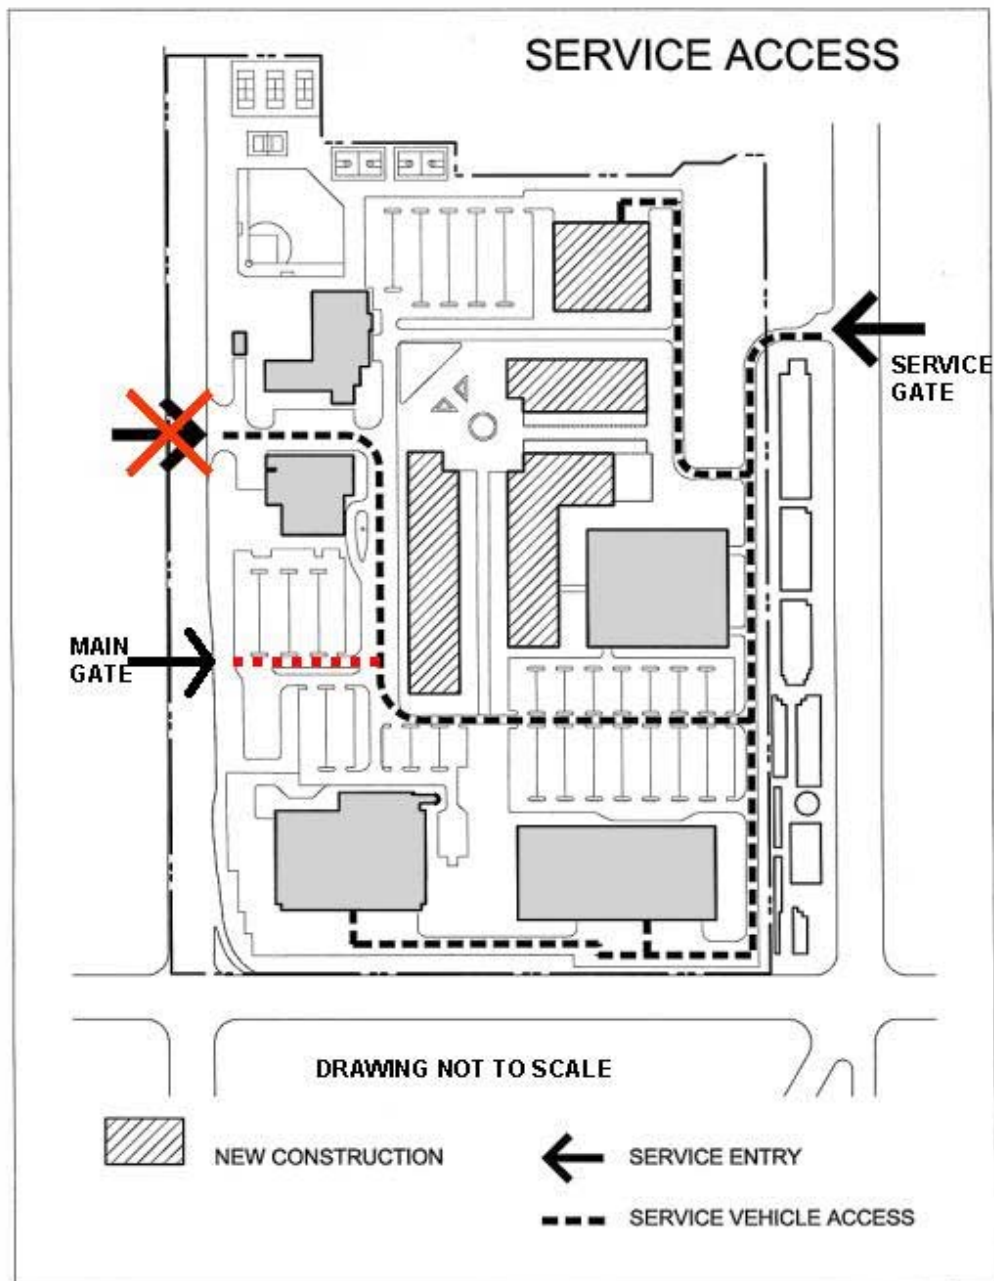 SERVICE ACCESS
SERVICE
GATE
MAIN
GATE
DRAWING NOT TO SCALE
NEW CONSTRUCTION
SERVICE ENTRY
SERVICE VEHICLE ACCESS